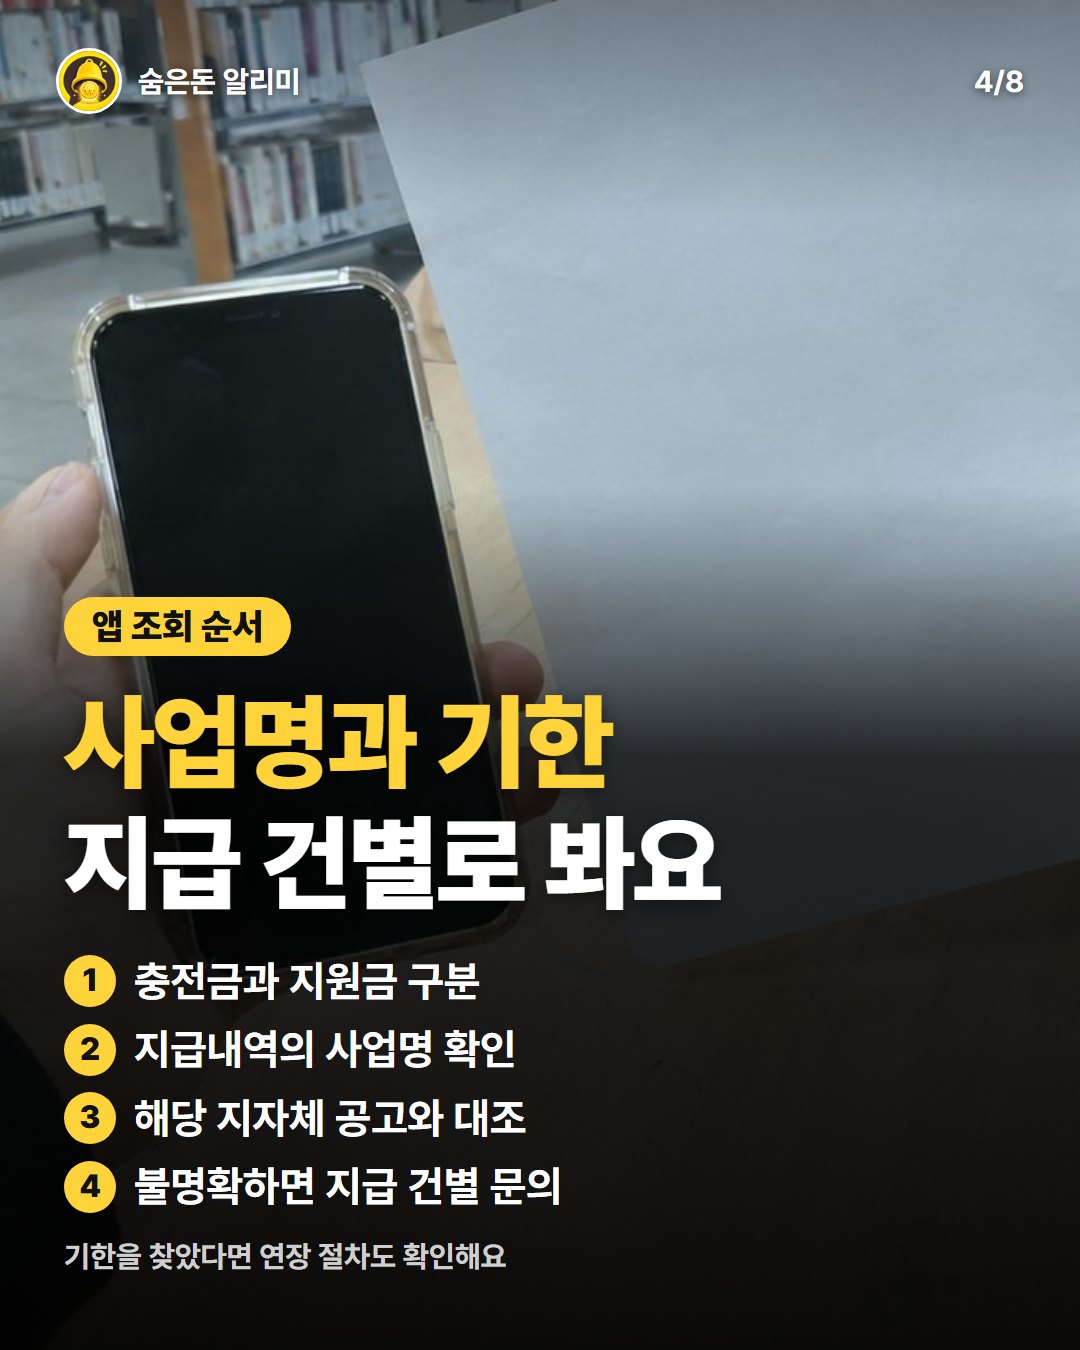 숨은돈 알리미
4/8
앱 조회 순서
사업명과 기한
지급 건별로 봐요
1 충전금과 지원금 구분
2 지급내역의 사업명 확인
3 해당 지자체 공고와 대조
4 불명확하면 지급 건별 문의
기한을 찾았다면 연장 절차도 확인해요